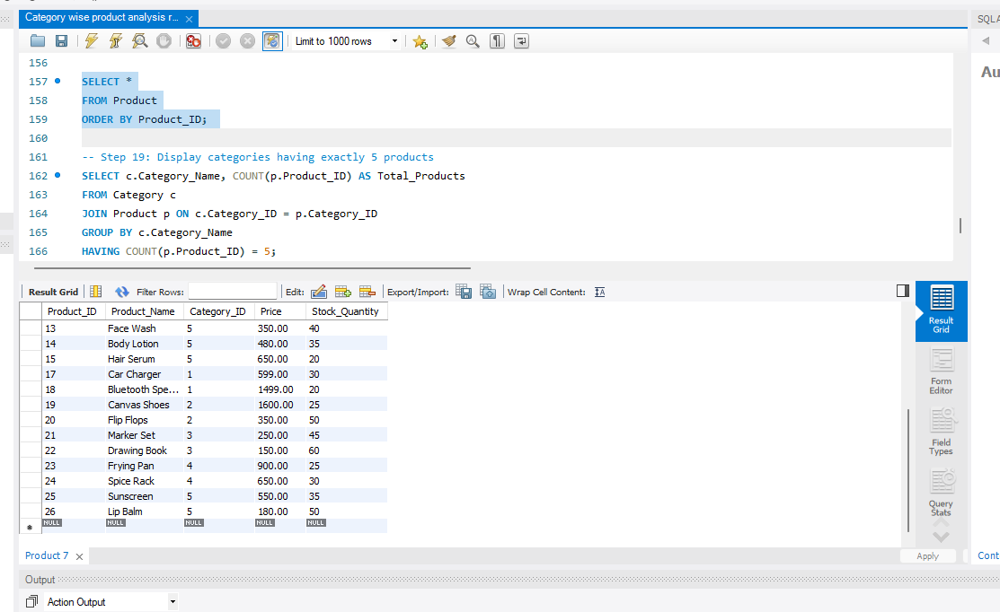 Category wise product analysis r...
SQLA
Limit to 1000 rows
Au
156
157 SELECT *
158 FROM Product
159 ORDER BY Product_ID;
160
161 -- Step 19: Display categories having exactly 5 products
162 SELECT c.Category_Name, COUNT(p.Product_ID) AS Total_Products
163 FROM Category c
164 JOIN Product p ON c.Category_ID = p.Category_ID
165 GROUP BY c.Category_Name
166 HAVING COUNT(p.Product_ID) = 5;
Result Grid Filter Rows: Edit: Export/Import: Wrap Cell Content:
Product_ID Product_Name Category_ID Price Stock_Quantity
13 Face Wash 5 350.00 40
14 Body Lotion 5 480.00 35
15 Hair Serum 5 650.00 20
17 Car Charger 1 599.00 30
18 Bluetooth Spe... 1 1499.00 20
19 Canvas Shoes 2 1600.00 25
20 Flip Flops 2 350.00 50
21 Marker Set 3 250.00 45
22 Drawing Book 3 150.00 60
23 Frying Pan 4 900.00 25
24 Spice Rack 4 650.00 30
25 Sunscreen 5 550.00 35
26 Lip Balm 5 180.00 50
NULL NULL NULL NULL NULL
Result
Grid
Form
Editor
Field
Types
Query
Stats
Product 7
Apply
Cont
Output
Action Output